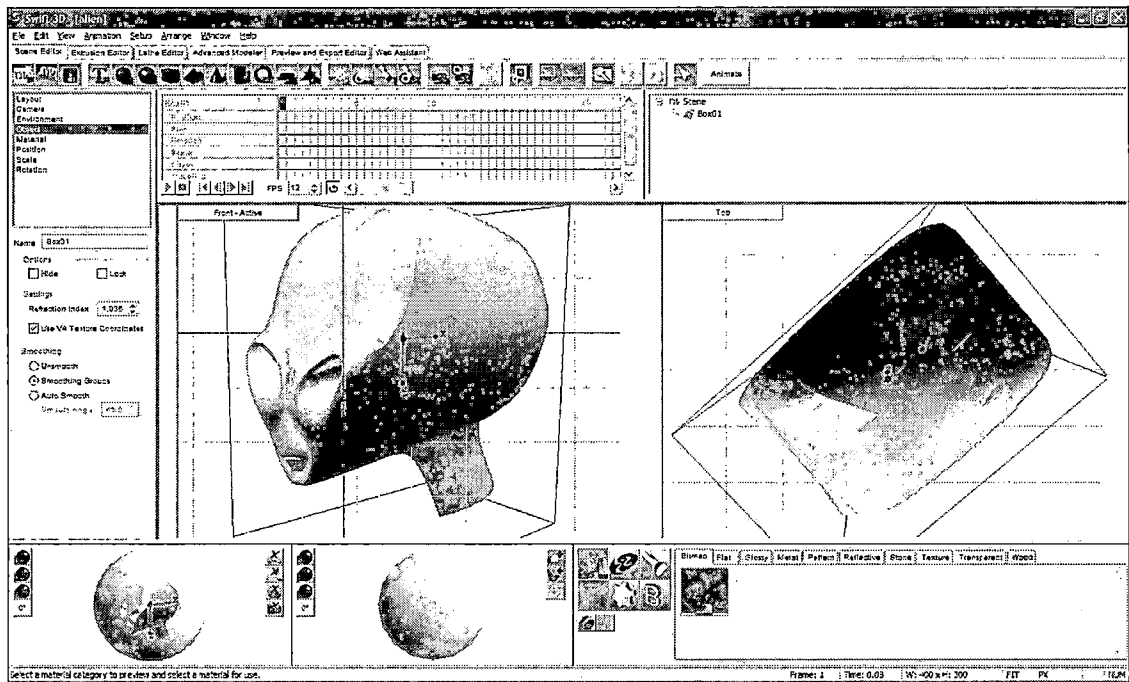 Swift 3D - [alien]
File Edit View Animation Setup Arrange Window Help
Scene Editor Extrusion Editor Lathe Editor Advanced Modeler Preview and Export Editor Web Assistant
Animate
Layout
Camera
Environment
Object
Material
Position
Scale
Rotation
FPS 12
Scene
Box01
Front - Active
Top
Name Box01
Options
Hide Lock
Settings
Refraction Index
Use V4 Texture Coordinates
Smoothing
Unsmooth
Smoothing Groups
Auto Smooth
Bitmap Flat Glossy Metal Pattern Reflective Stone Texture Transparent Wood
Select a material category to preview and select a material for use.
Frame: 1 Time: 0.03 W: 400 x H: 300 FIT PX NUM